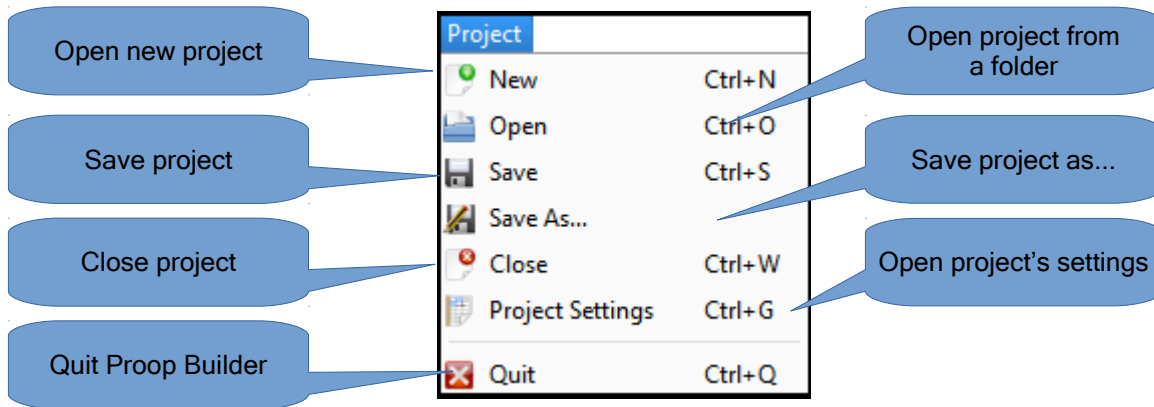 Open new project
Save project
Close project
Quit Proop Builder
Project
New Ctrl+N
Open Ctrl+O
Save Ctrl+S
Save As...
Close Ctrl+W
Project Settings Ctrl+G
Quit Ctrl+Q
Open project from
a folder
Save project as...
Open project's settings